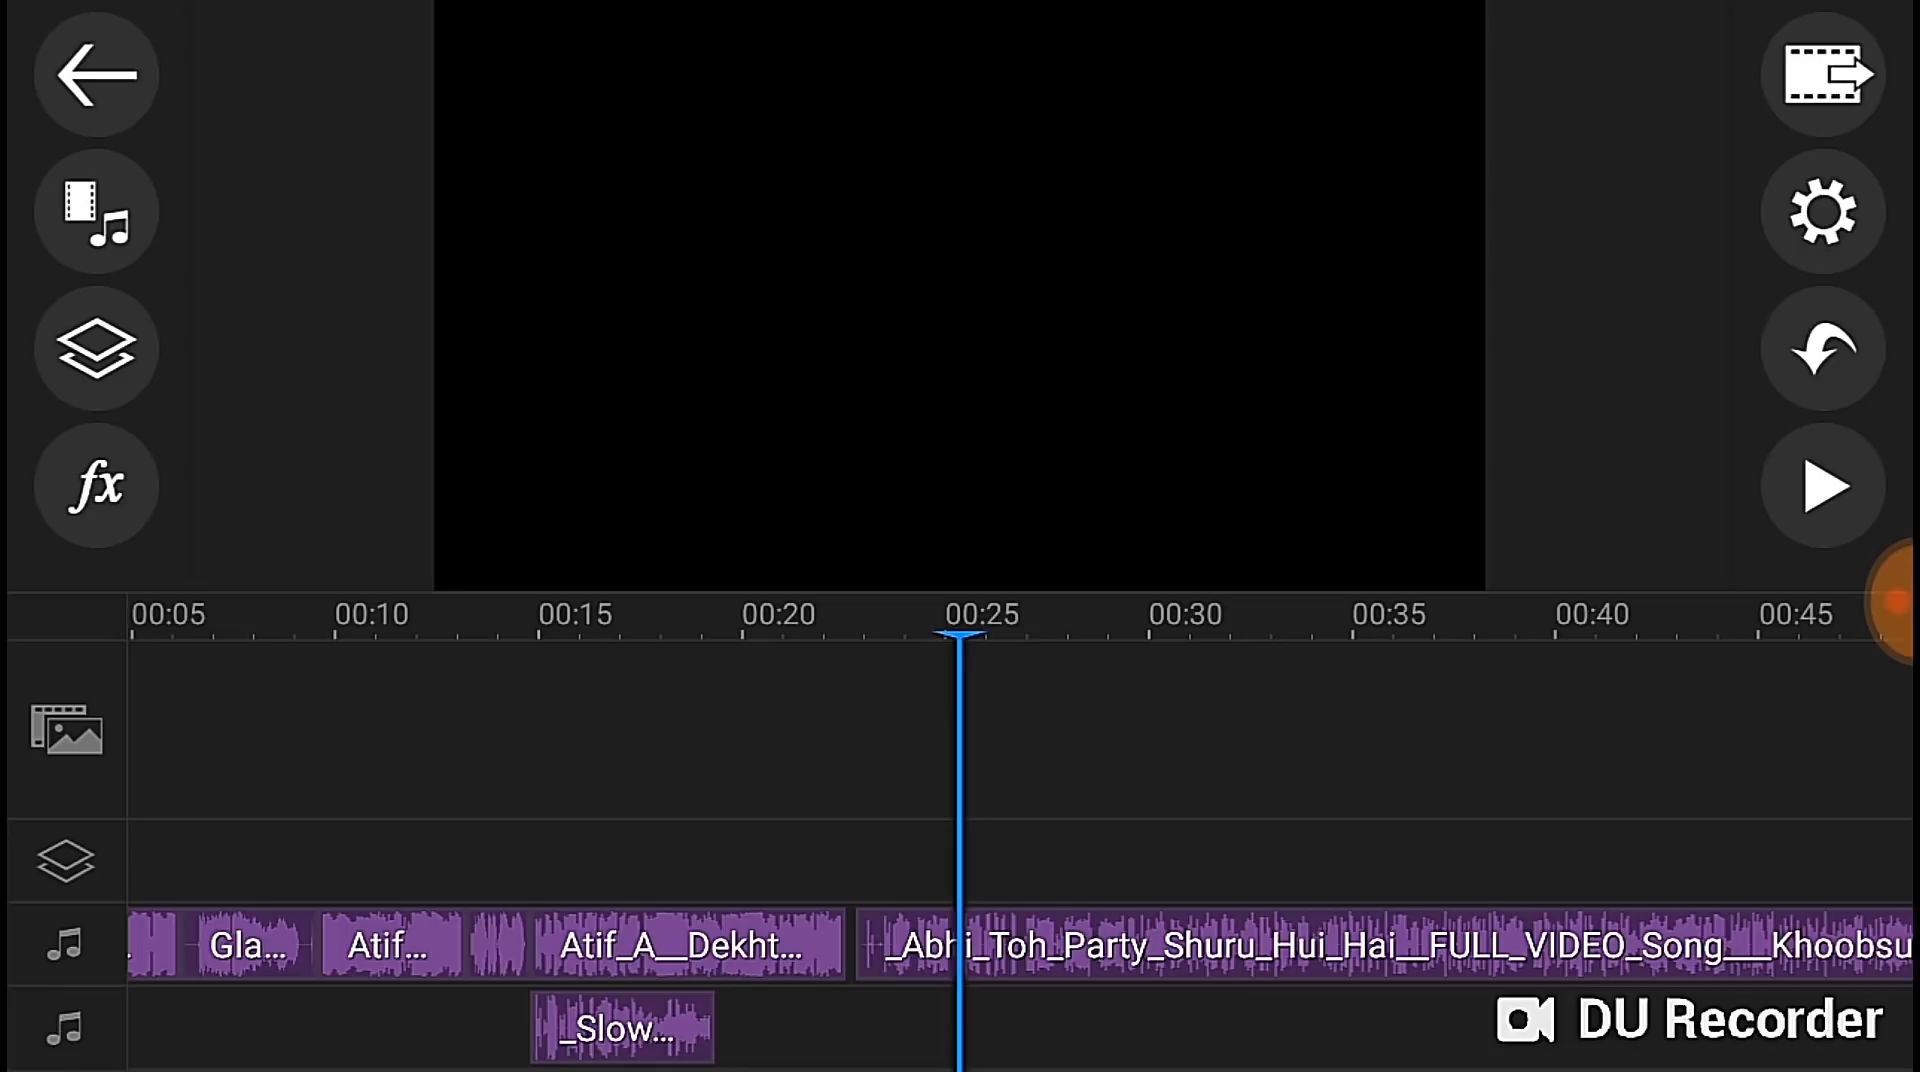 fx
00:05 00:10 00:15 00:20 00:25 00:30 00:35 00:40 00:45
Gla... Atif... Atif_A__Dekht... _Abhi_Toh_Party_Shuru_Hui_Hai__FULL_VIDEO_Song___Khoobsu
_Slow...
DU Recorder